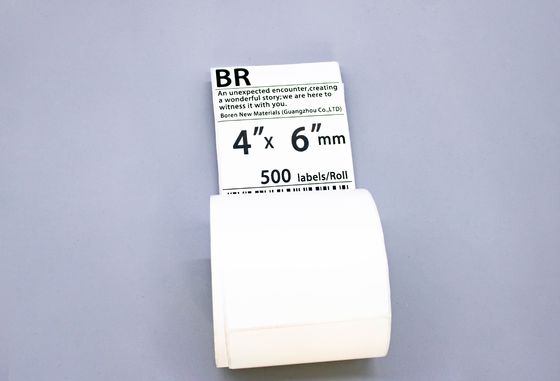 BR
An unexpected encounter,creating
a wonderful story;we are here to
witness it with you.
Boren New Materials (Guangzhou Co.,LTD)
4”x 6”mm
500 labels/Roll